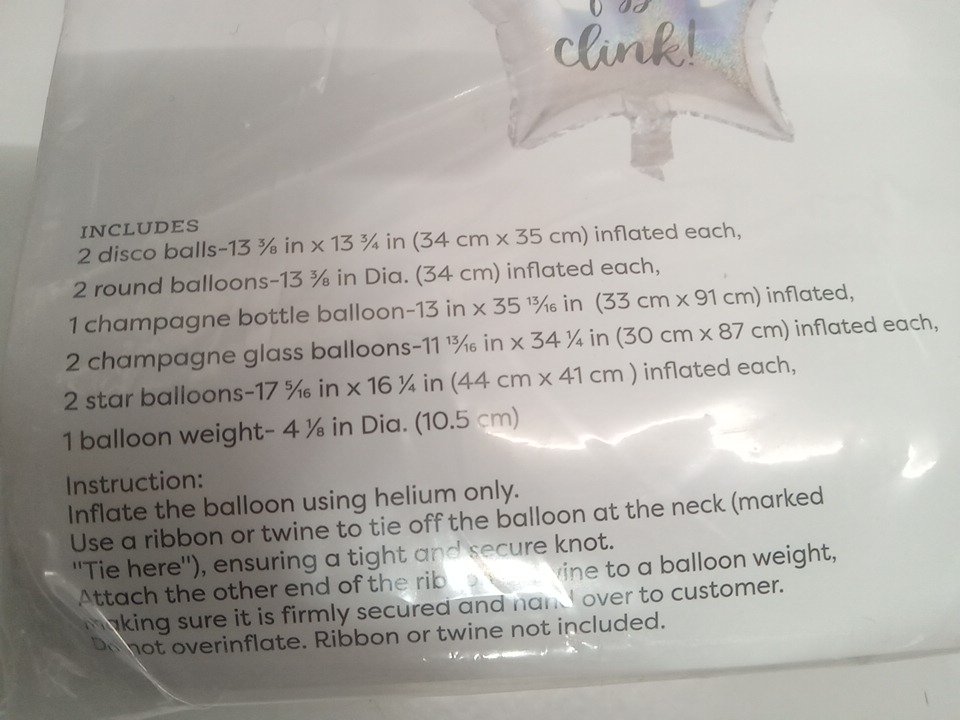 clink!
INCLUDES
2 disco balls-13 ⅜ in x 13 ¾ in (34 cm x 35 cm) inflated each,
2 round balloons-13 ⅜ in Dia. (34 cm) inflated each,
1 champagne bottle balloon-13 in x 35 ¹³⁄₁₆ in (33 cm x 91 cm) inflated,
2 champagne glass balloons-11 ¹³⁄₁₆ in x 34 ¼ in (30 cm x 87 cm) inflated each,
2 star balloons-17 ⁵⁄₁₆ in x 16 ¼ in (44 cm x 41 cm ) inflated each,
1 balloon weight- 4 ⅛ in Dia. (10.5 cm)
Instruction:
Inflate the balloon using helium only.
Use a ribbon or twine to tie off the balloon at the neck (marked
"Tie here"), ensuring a tight and secure knot.
Attach the other end of the to a balloon weight,
making sure it is firmly secured and hand over to customer.
Do not overinflate. Ribbon or twine not included.